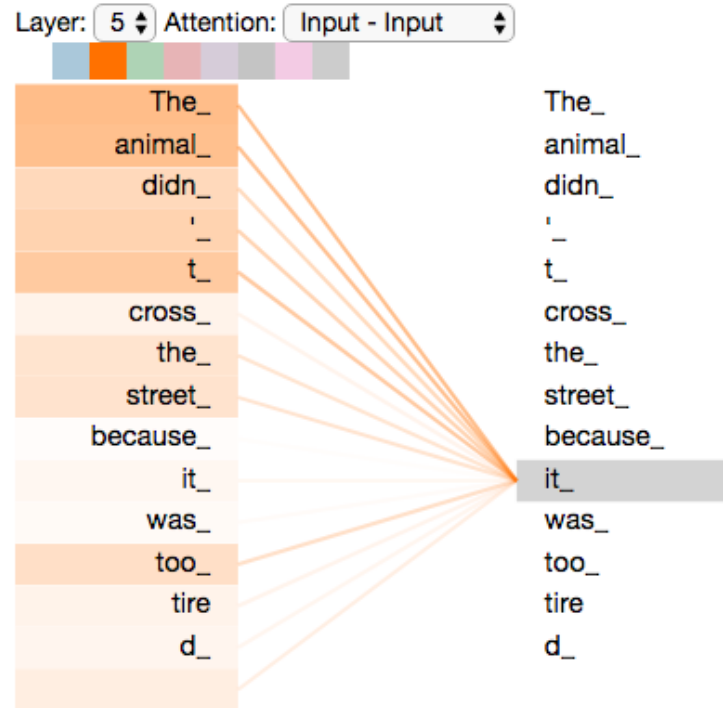 Layer: 5 Attention: Input - Input
The_ The_
animal_ animal_
didn_ didn_
'_ '_
t_ t_
cross_ cross_
the_ the_
street_ street_
because_ because_
it_ it_
was_ was_
too_ too_
tire tire
d_ d_